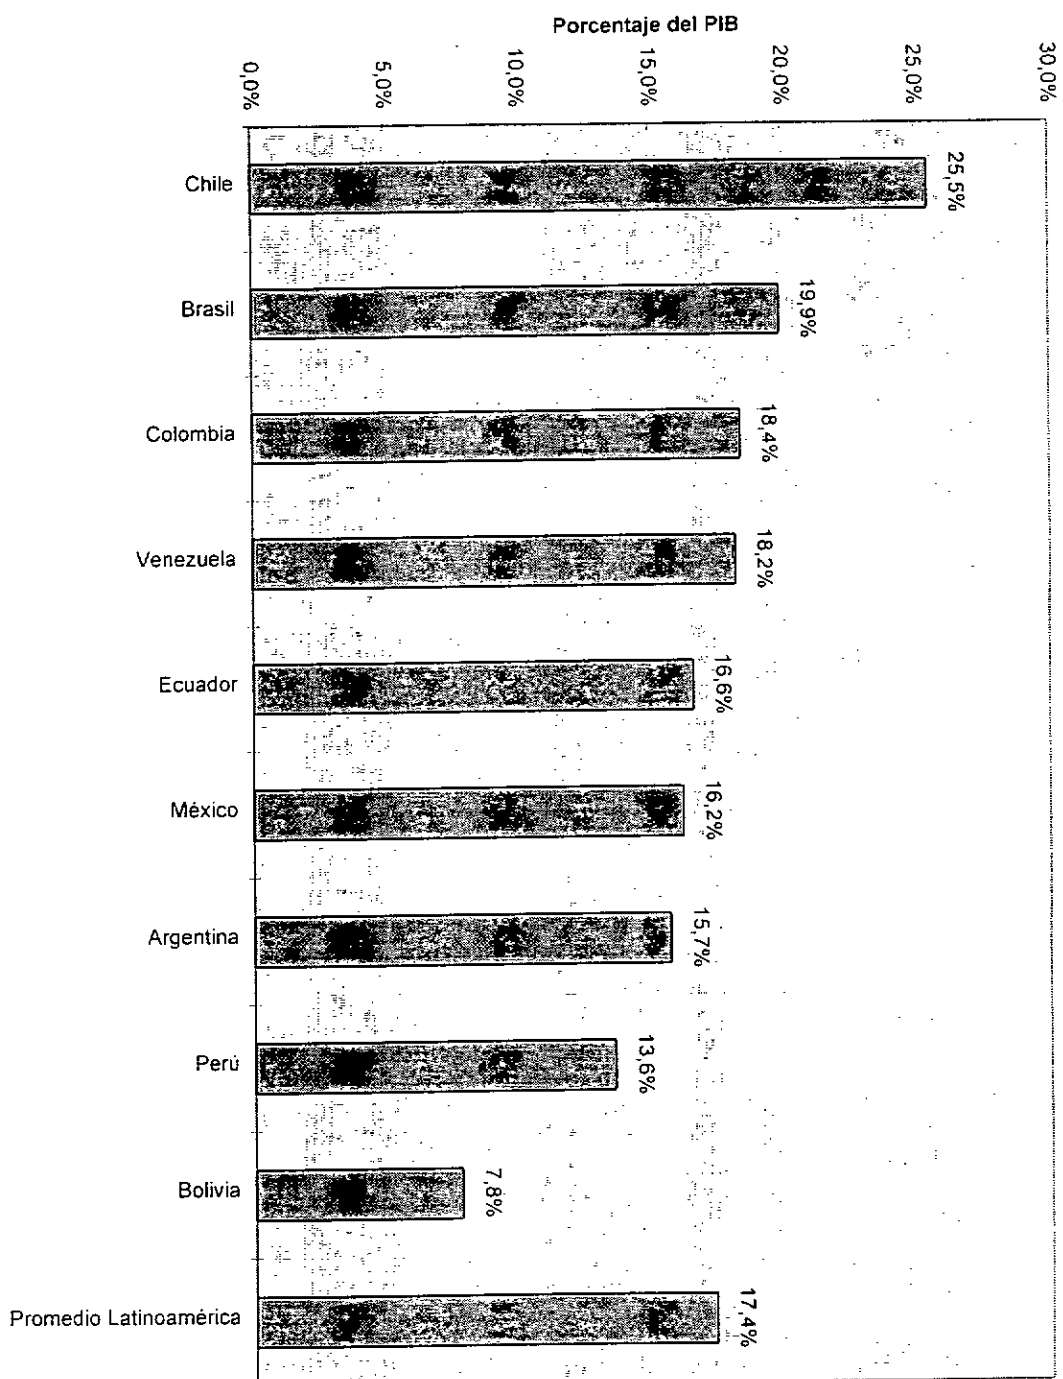 Porcentaje del PIB
0,0%
5,0%
10,0%
15,0%
20,0%
25,0%
30,0%
Chile
25,5%
Brasil
19,9%
Colombia
18,4%
Venezuela
18,2%
Ecuador
16,6%
México
16,2%
Argentina
15,7%
Perú
13,6%
Bolivia
7,8%
Promedio Latinoamérica
17,4%